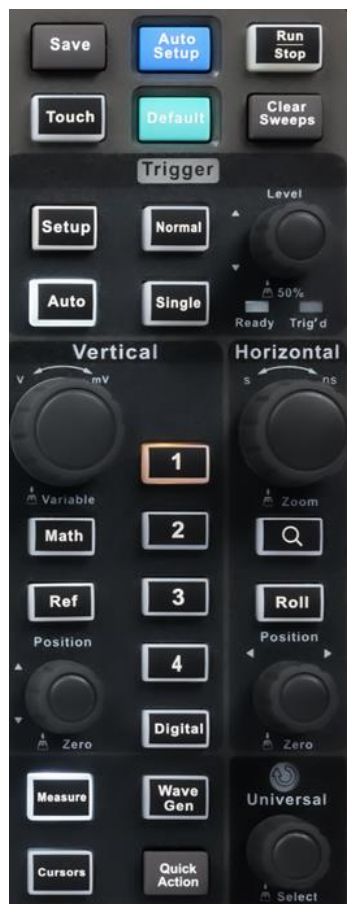 Save
Auto
Setup
Run
Stop
Touch
Default
Clear
Sweeps
Trigger
Level
Setup
Normal
50%
Auto
Single
Ready Trig'd
Vertical
Horizontal
V mV
s ns
1
Variable
Zoom
Math
2
Ref
3
Roll
Position
Position
4
Zero
Zero
Digital
Measure
Wave
Gen
Universal
Cursors
Quick
Action
Select